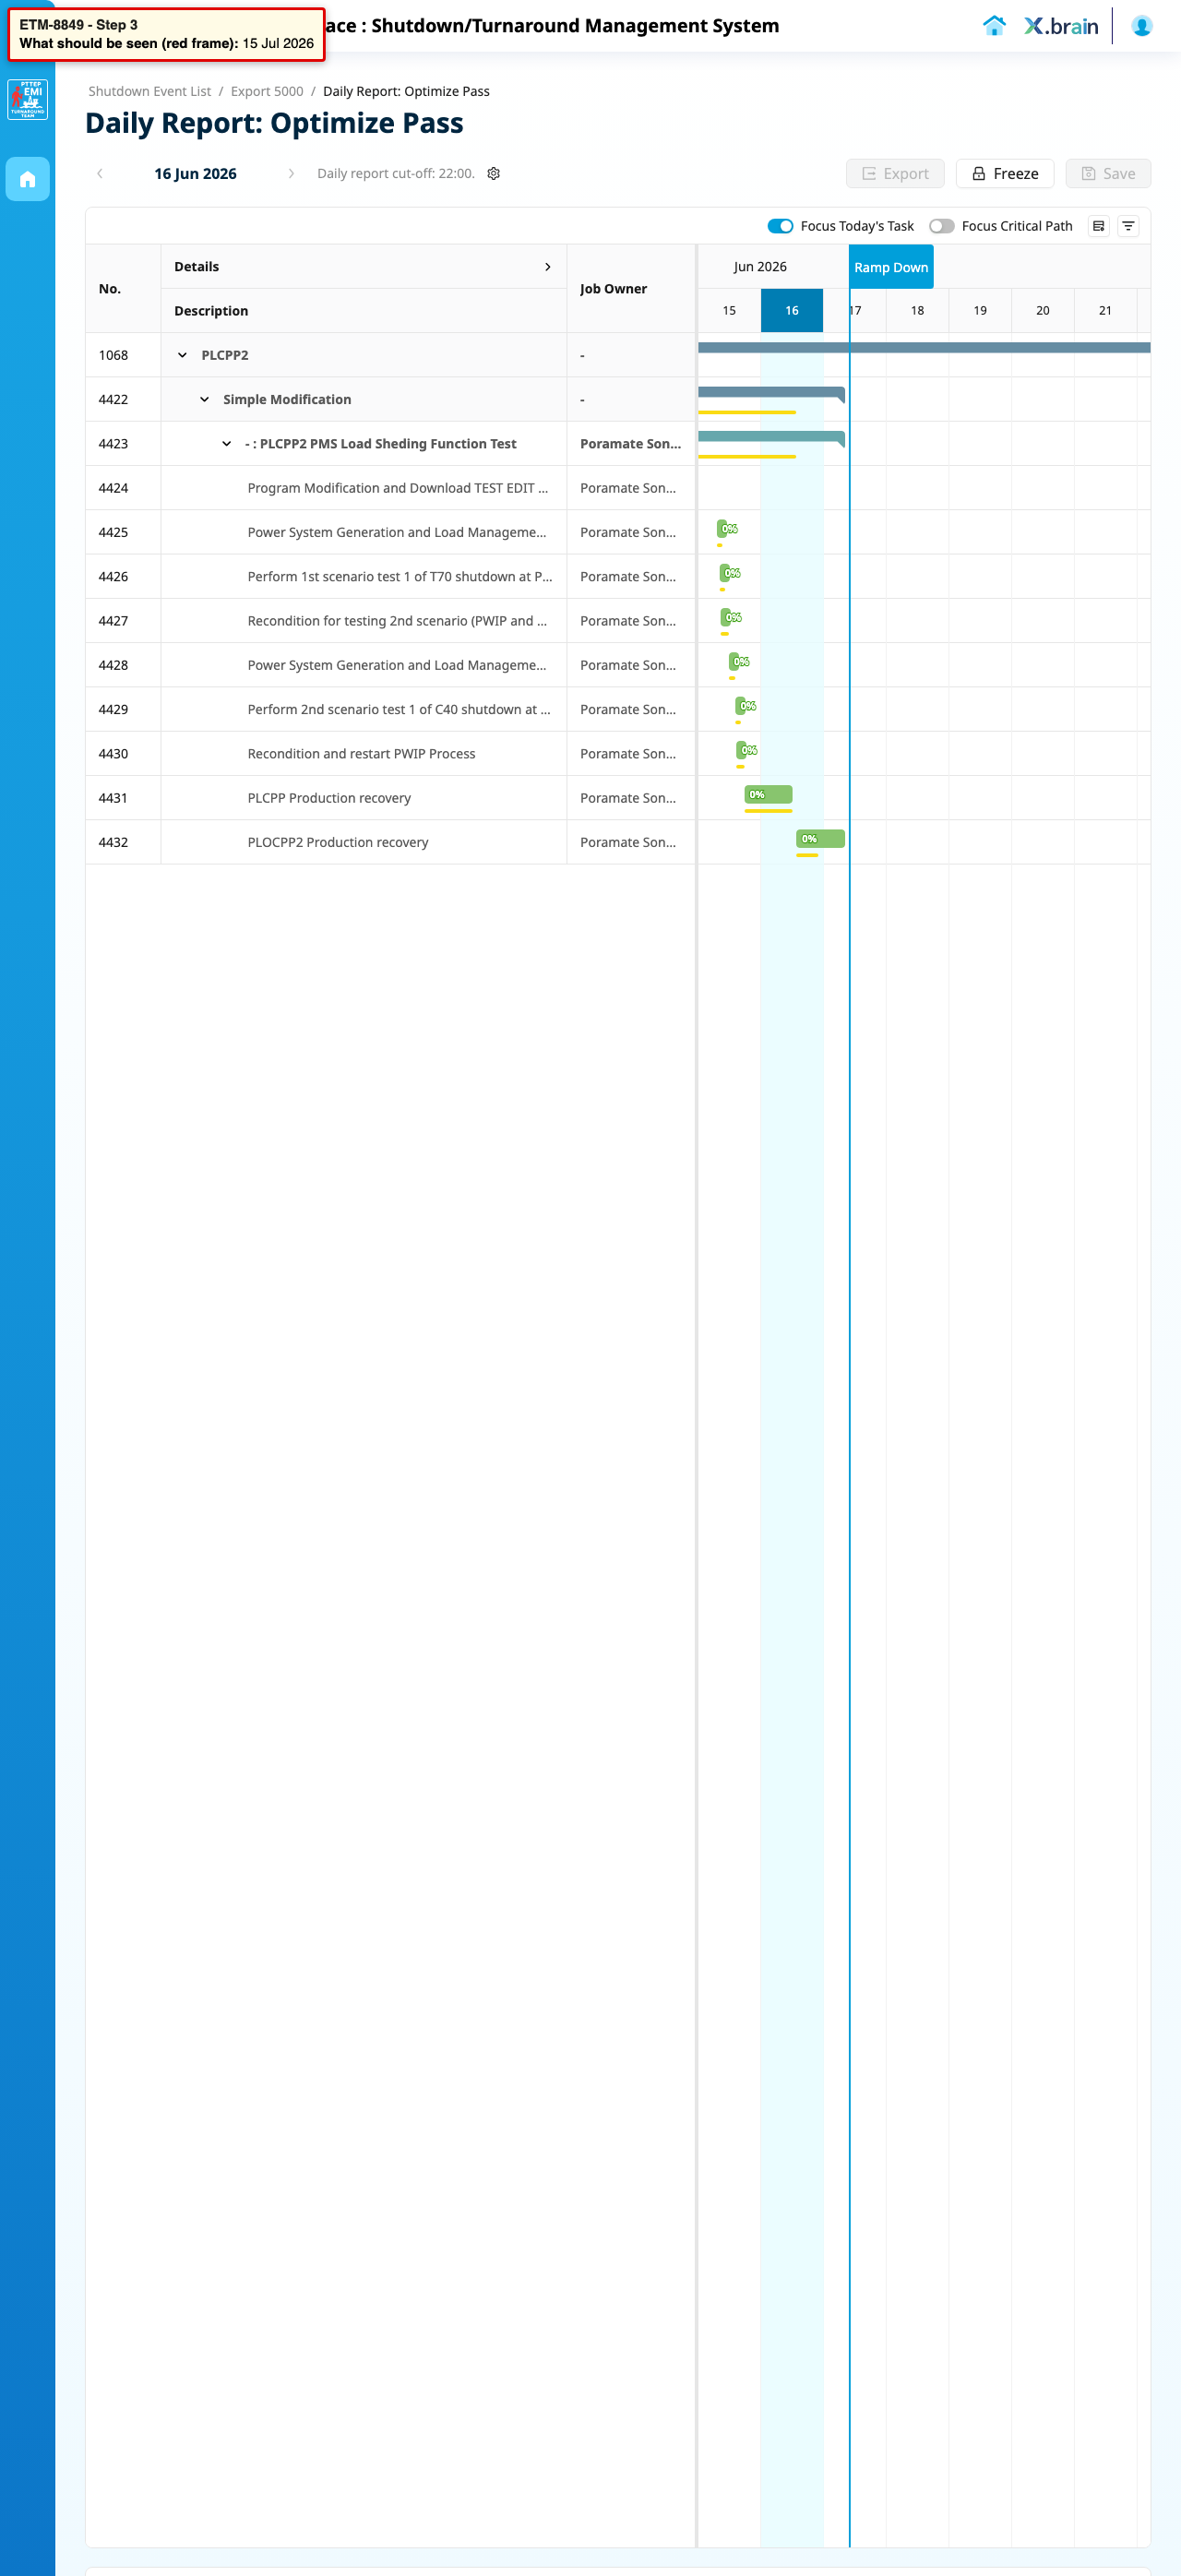 ETM-8849 - Step 3
What should be seen (red frame): 15 Jul 2026
ace : Shutdown/Turnaround Management System
X.brain
PTTEP
EMI
TURNAROUND
TEAM
Shutdown Event List / Export 5000 / Daily Report: Optimize Pass
Daily Report: Optimize Pass
16 Jun 2026
Daily report cut-off: 22:00.
Export
Freeze
Save
Focus Today's Task
Focus Critical Path
No.
Details
Description
Job Owner
Jun 2026
Ramp Down
15 16 17 18 19 20 21
1068 PLCPP2 -
4422 Simple Modification -
4423 - : PLCPP2 PMS Load Sheding Function Test Poramate Son...
4424 Program Modification and Download TEST EDIT ... Poramate Son...
4425 Power System Generation and Load Manageme... Poramate Son... 0%
4426 Perform 1st scenario test 1 of T70 shutdown at P... Poramate Son... 0%
4427 Recondition for testing 2nd scenario (PWIP and ... Poramate Son... 0%
4428 Power System Generation and Load Manageme... Poramate Son... 0%
4429 Perform 2nd scenario test 1 of C40 shutdown at ... Poramate Son... 0%
4430 Recondition and restart PWIP Process Poramate Son... 0%
4431 PLCPP Production recovery Poramate Son... 0%
4432 PLOCPP2 Production recovery Poramate Son... 0%